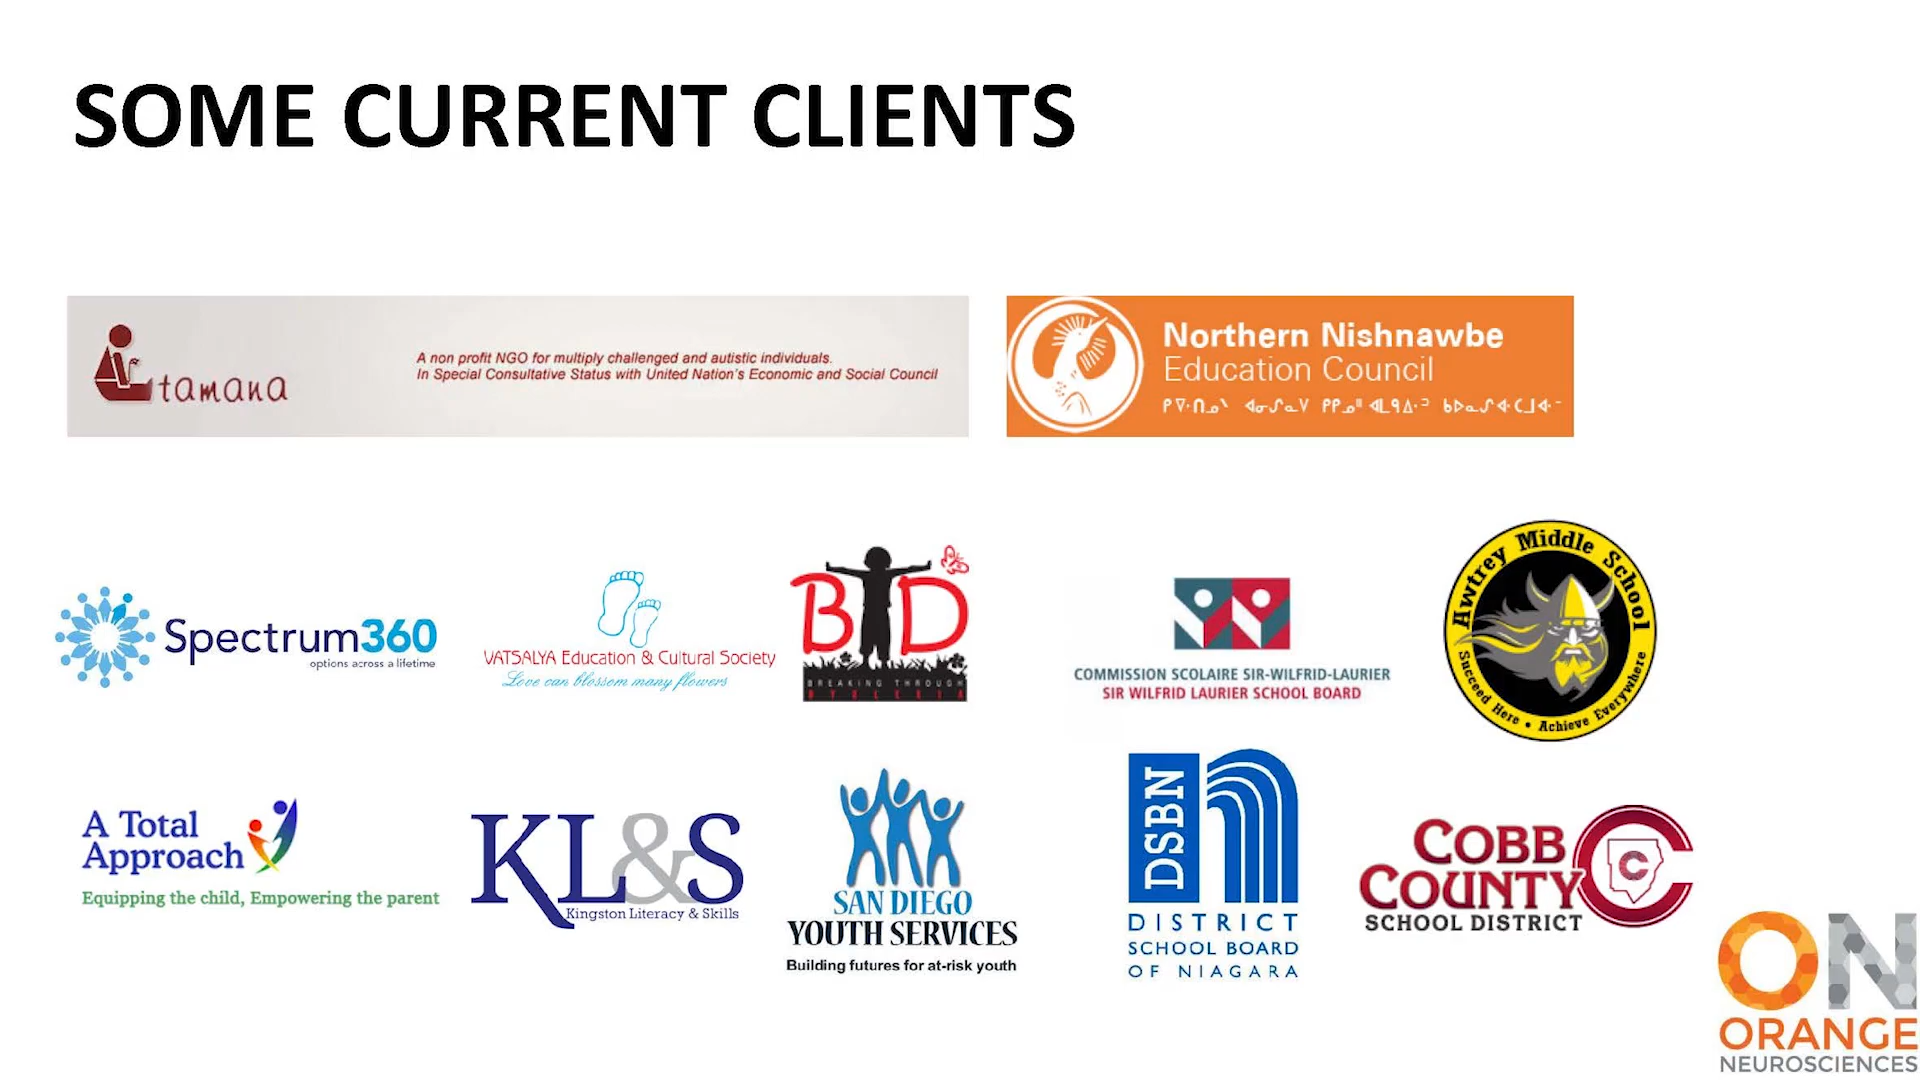 SOME CURRENT CLIENTS
tamana
A non profit NGO for multiply challenged and autistic individuals.
In Special Consultative Status with United Nation's Economic and Social Council
Northern Nishnawbe
Education Council
Spectrum360
options across a lifetime
VATSALYA Education & Cultural Society
Love can blossom many flowers
BTD
BREAKING THROUGH
DYSLEXIA
COMMISSION SCOLAIRE SIR-WILFRID-LAURIER
SIR WILFRID LAURIER SCHOOL BOARD
Awtrey Middle School
Succeed Here • Achieve Everywhere
A Total
Approach
Equipping the child, Empowering the parent
KL&S
Kingston Literacy & Skills
SAN DIEGO
YOUTH SERVICES
Building futures for at-risk youth
DSBN
DISTRICT
SCHOOL BOARD
OF NIAGARA
COBB
COUNTY
SCHOOL DISTRICT
C
ON
ORANGE
NEUROSCIENCES